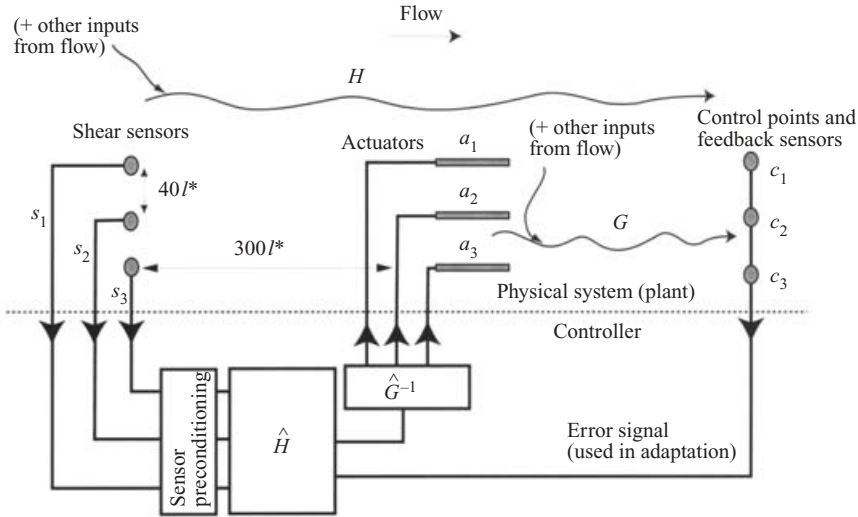 Flow
(+ other inputs
from flow)
H
Shear sensors
Actuators
(+ other inputs
from flow)
Control points and
feedback sensors
a1
c1
s1
40l*
s2
a2
G
c2
300l*
a3
s3
c3
Physical system (plant)
Controller
Ĝ−1
Sensor
preconditioning
Ĥ
Error signal
(used in adaptation)